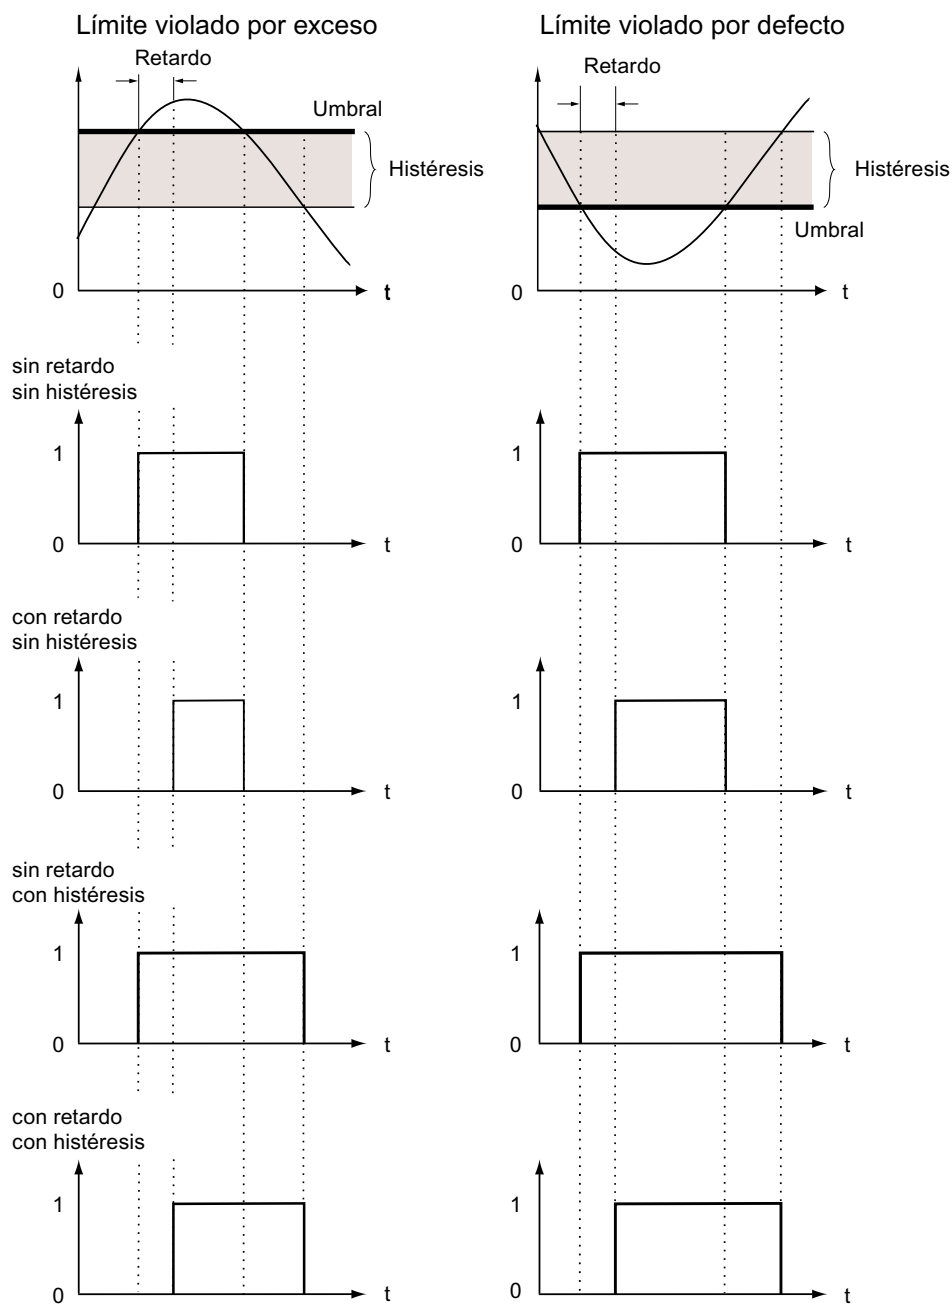 Límite violado por exceso
Límite violado por defecto
Retardo
Retardo
Umbral
Histéresis
Histéresis
Umbral
0
t
0
t
sin retardo
sin histéresis
1
0
t
1
0
t
con retardo
sin histéresis
1
0
t
1
0
t
sin retardo
con histéresis
1
0
t
1
0
t
con retardo
con histéresis
1
0
t
1
0
t